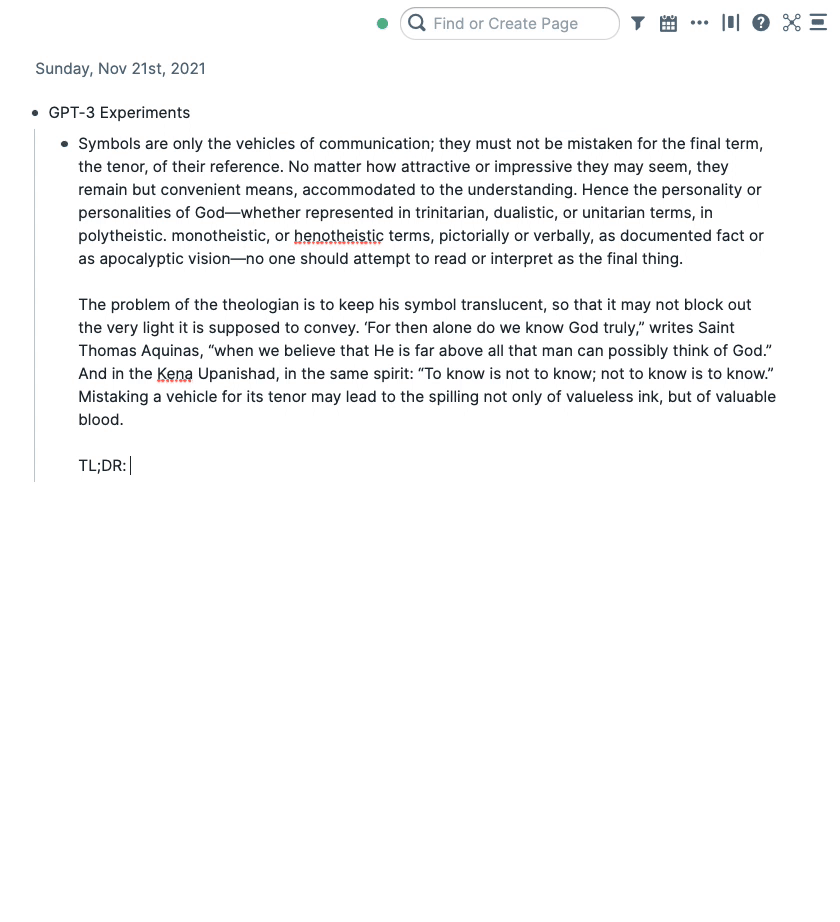 Find or Create Page
Sunday, Nov 21st, 2021
GPT-3 Experiments
Symbols are only the vehicles of communication; they must not be mistaken for the final term,
the tenor, of their reference. No matter how attractive or impressive they may seem, they
remain but convenient means, accommodated to the understanding. Hence the personality or
personalities of God—whether represented in trinitarian, dualistic, or unitarian terms, in
polytheistic. monotheistic, or henotheistiç terms, pictorially or verbally, as documented fact or
as apocalyptic vision—no one should attempt to read or interpret as the final thing.
The problem of the theologian is to keep his symbol translucent, so that it may not block out
the very light it is supposed to convey. ‘For then alone do we know God truly,” writes Saint
Thomas Aquinas, “when we believe that He is far above all that man can possibly think of God.”
And in the Kena Upanishad, in the same spirit: “To know is not to know; not to know is to know.”
Mistaking a vehicle for its tenor may lead to the spilling not only of valueless ink, but of valuable
blood.
TL;DR: